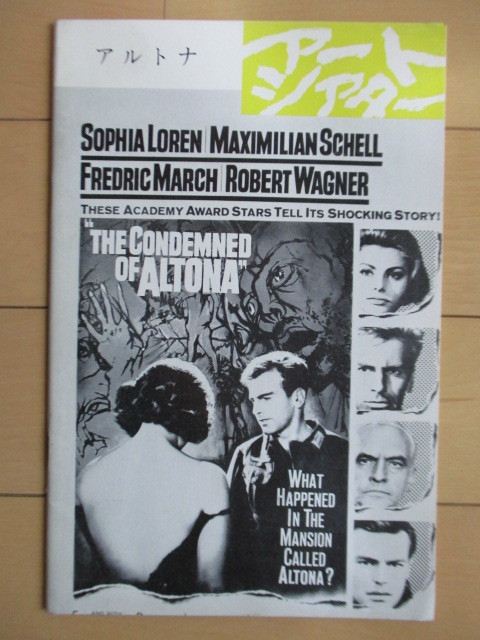 アルトナ
アート
シアター
SOPHIA LOREN | MAXIMILIAN SCHELL
FREDRIC MARCH | ROBERT WAGNER
THESE ACADEMY AWARD STARS TELL ITS SHOCKING STORY!
"THE CONDEMNED
OF ALTONA"
WHAT
HAPPENED
IN THE
MANSION
CALLED
ALTONA?